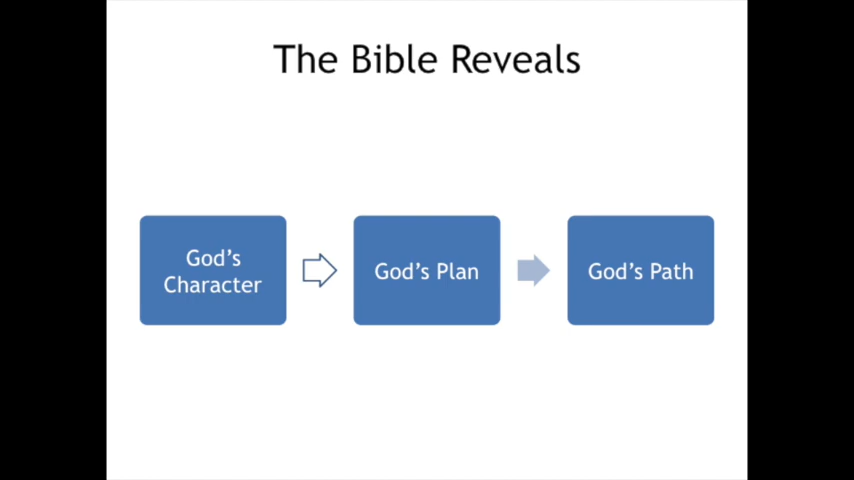 The Bible Reveals
God’s
Character
God’s Plan
God’s Path